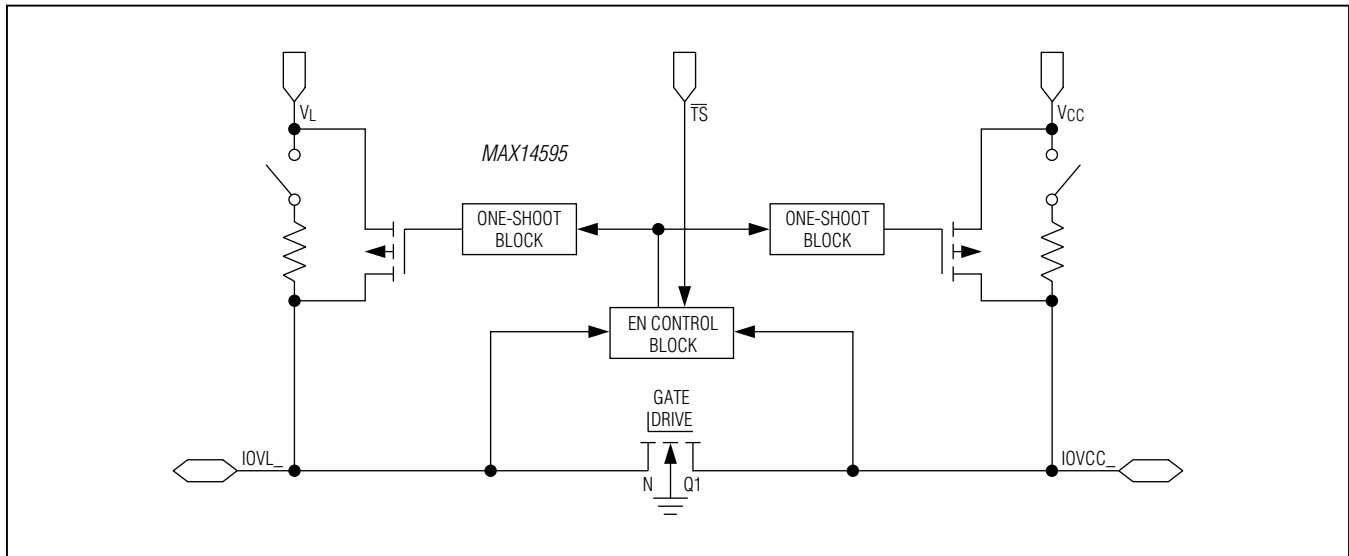 VL
TS
VCC
MAX14595
ONE-SHOOT
BLOCK
ONE-SHOOT
BLOCK
EN CONTROL
BLOCK
GATE
DRIVE
IOVL_
IOVCC_
N
Q1